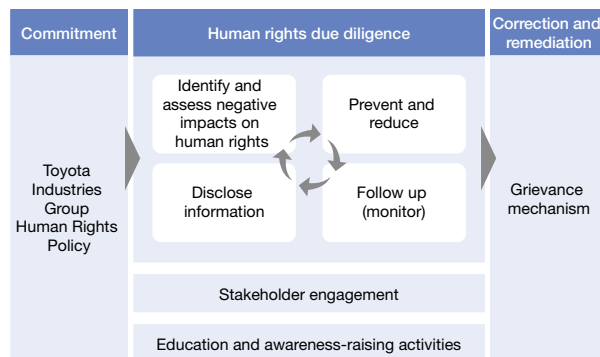 Commitment
Human rights due diligence
Correction and
remediation
Toyota
Industries
Group
Human Rights
Policy
Identify and
assess negative
impacts on
human rights
Prevent and
reduce
Disclose
information
Follow up
(monitor)
Stakeholder engagement
Education and awareness-raising activities
Grievance
mechanism